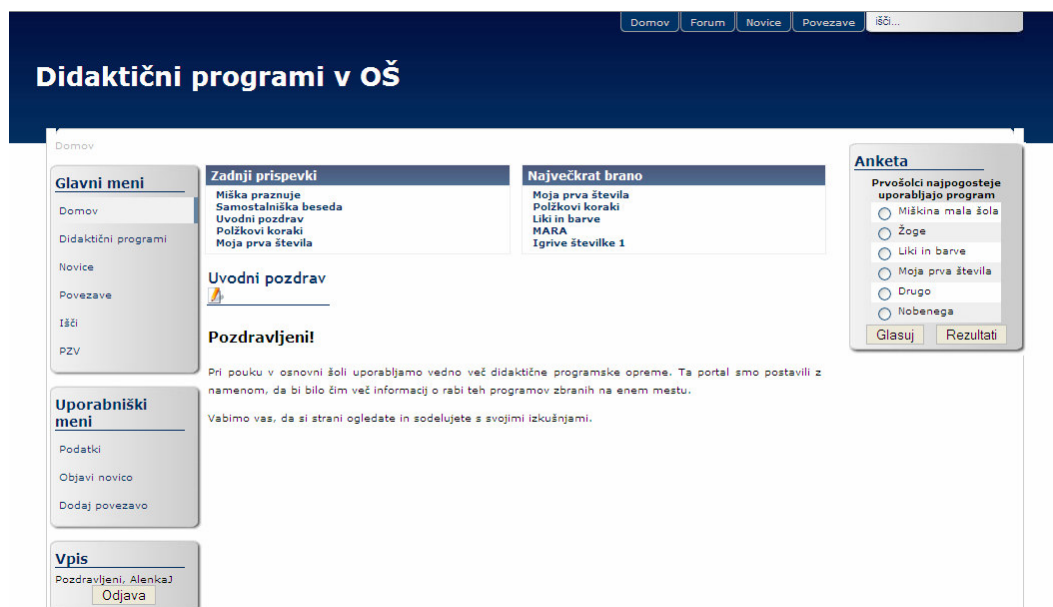 Domov
Forum
Novice
Povezave
išči...
Didaktični programi v OŠ
Domov
Glavni meni
Domov
Didaktični programi
Novice
Povezave
Išči
PZV
Uporabniški
meni
Podatki
Objavi novico
Dodaj povezavo
Vpis
Pozdravljeni, AlenkaJ
Odjava
Zadnji prispevki
Miška praznuje
Samostalniška beseda
Uvodni pozdrav
Polžkovi koraki
Moja prva števila
Največkrat brano
Moja prva števila
Polžkovi koraki
Liki in barve
MARA
Igrive številke 1
Uvodni pozdrav
Pozdravljeni!
Pri pouku v osnovni šoli uporabljamo vedno več didaktične programske opreme. Ta portal smo postavili z
namenom, da bi bilo čim več informacij o rabi teh programov zbranih na enem mestu.
Vabimo vas, da si strani ogledate in sodelujete s svojimi izkušnjami.
Anketa
Prvošolci najpogosteje
uporabljajo program
Miškina mala šola
Žoge
Liki in barve
Moja prva števila
Drugo
Nobenega
Glasuj
Rezultati